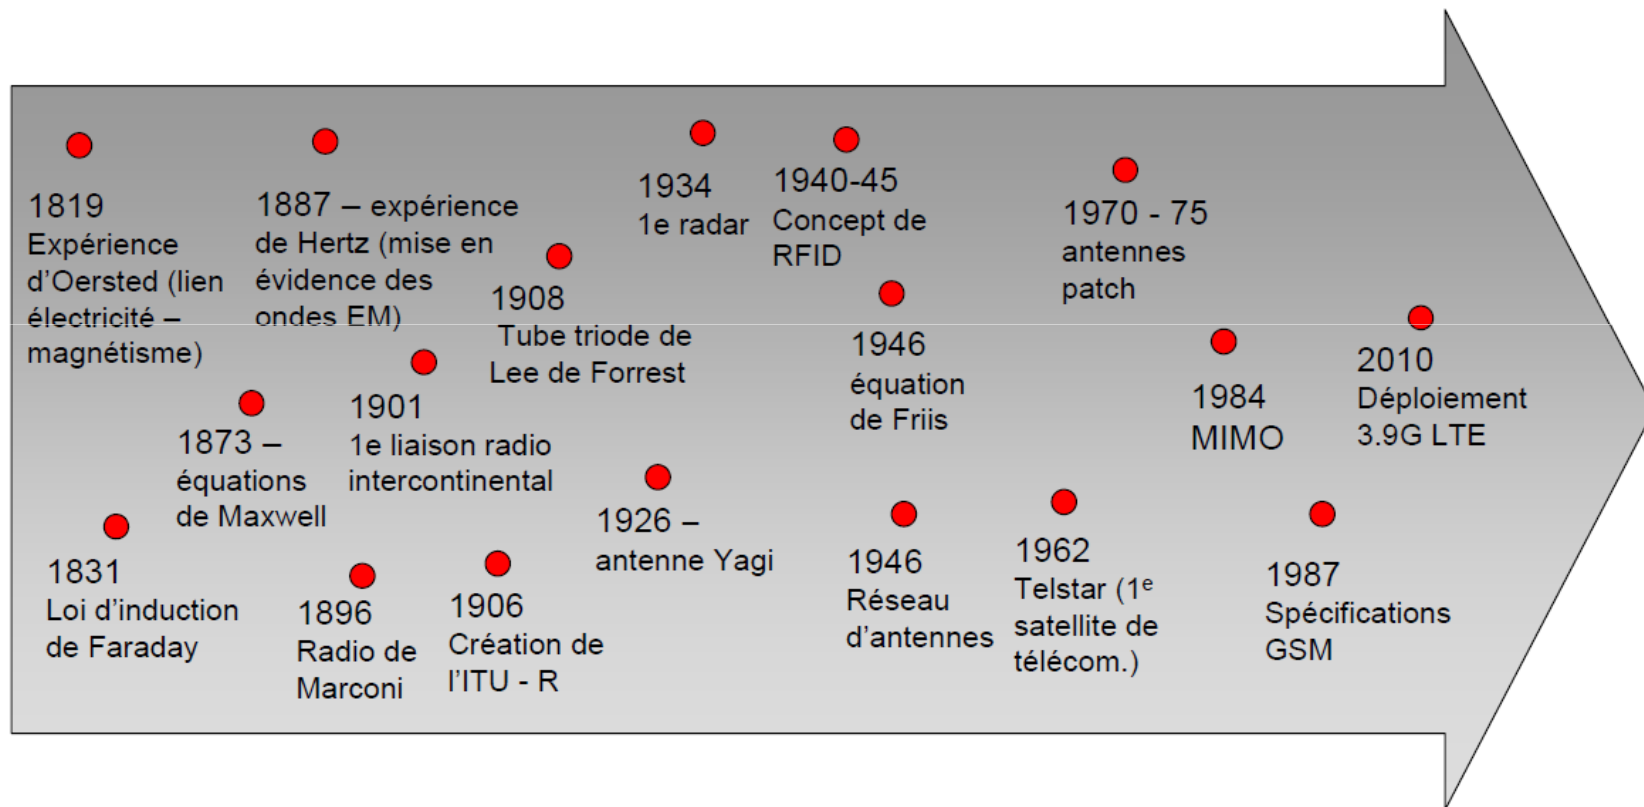 1819
Expérience
d'Oersted (lien
électricité –
magnétisme)
1831
Loi d'induction
de Faraday
1873 –
équations
de Maxwell
1887 – expérience
de Hertz (mise en
évidence des
ondes EM)
1896
Radio de
Marconi
1901
1e liaison radio
intercontinental
1906
Création de
l'ITU - R
1908
Tube triode de
Lee de Forrest
1926 –
antenne Yagi
1934
1e radar
1940-45
Concept de
RFID
1946
équation
de Friis
1946
Réseau
d'antennes
1962
Telstar (1e
satellite de
télécom.)
1970 - 75
antennes
patch
1984
MIMO
1987
Spécifications
GSM
2010
Déploiement
3.9G LTE